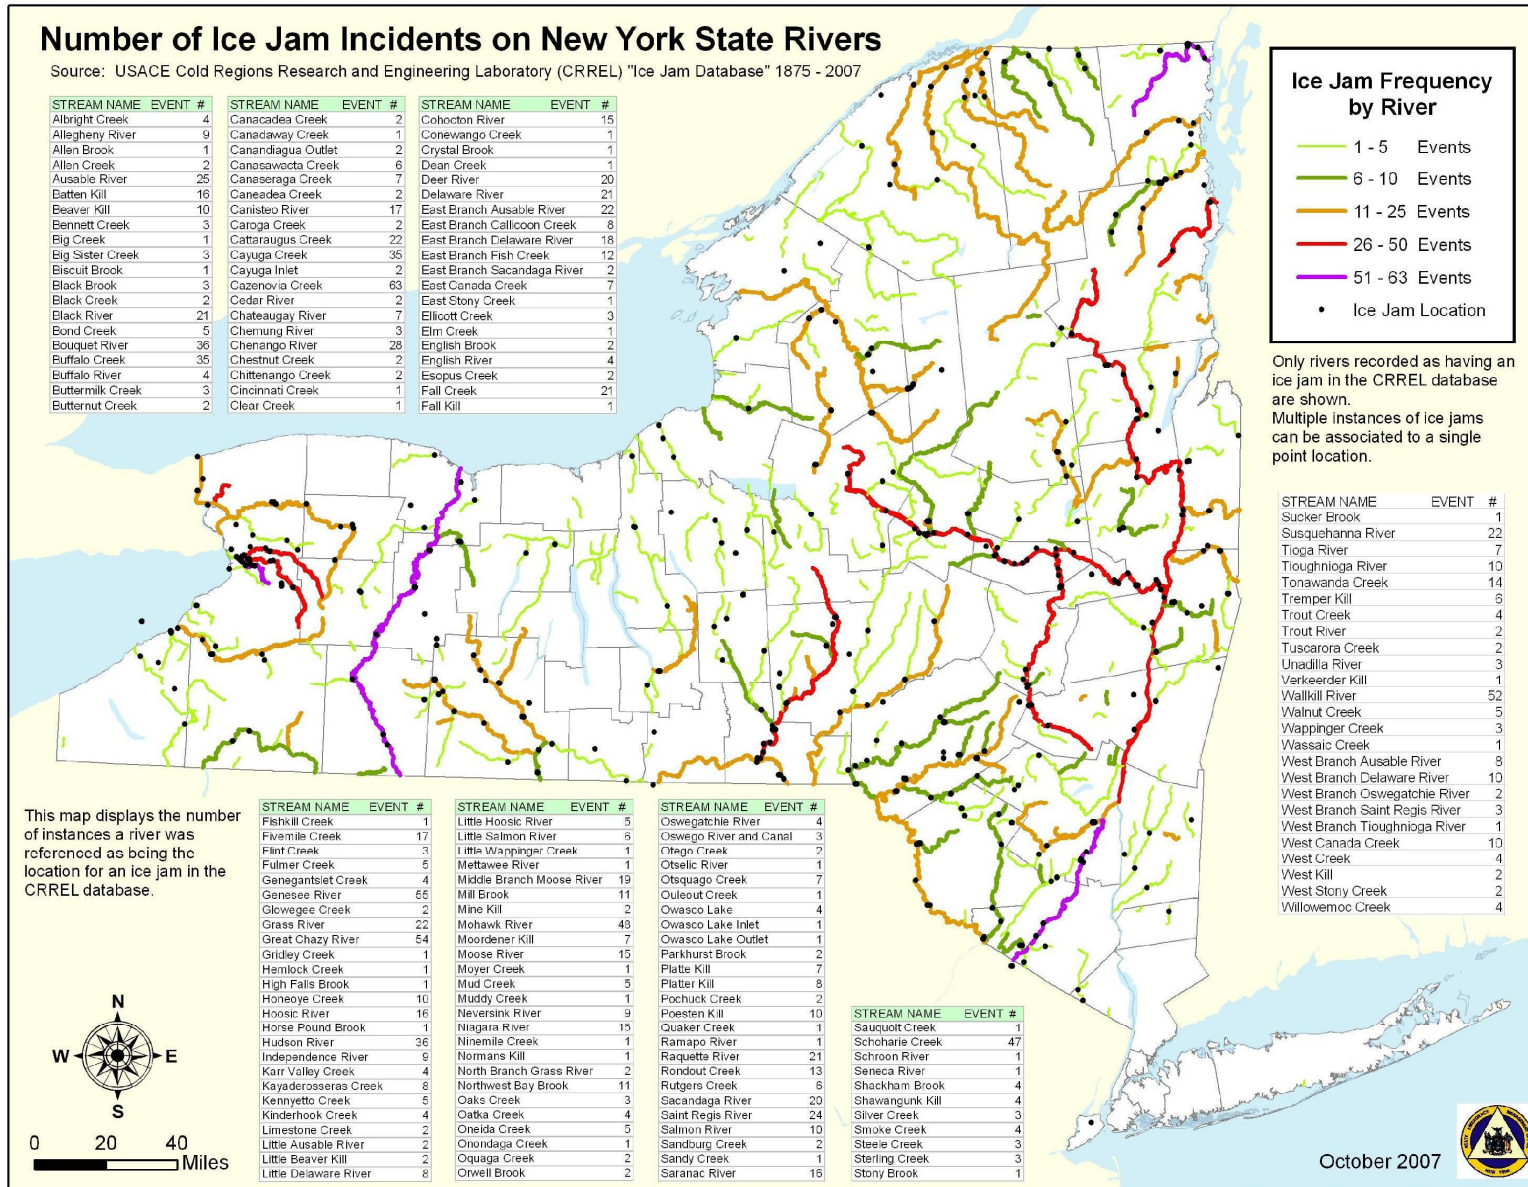 Number of Ice Jam Incidents on New York State Rivers
Source: USACE Cold Regions Research and Engineering Laboratory (CRREL) "Ice Jam Database" 1875 - 2007
STREAM NAME EVENT #
Albright Creek 4
Allegheny River 9
Allen Brook 1
Allen Creek 2
Ausable River 25
Batten Kill 16
Beaver Kill 10
Bennett Creek 3
Big Creek 1
Big Sister Creek 3
Biscuit Brook 1
Black Brook 3
Black Creek 2
Black River 21
Bond Creek 5
Bouquet River 36
Buffalo Creek 35
Buffalo River 4
Buttermilk Creek 3
Butternut Creek 2
STREAM NAME EVENT #
Canacadea Creek 2
Canadaway Creek 1
Canandiagua Outlet 2
Canasawacta Creek 6
Canaseraga Creek 7
Caneadea Creek 2
Canisteo River 17
Caroga Creek 2
Cattaraugus Creek 22
Cayuga Creek 35
Cayuga Inlet 2
Cazenovia Creek 63
Cedar River 2
Chateaugay River 7
Chemung River 3
Chenango River 28
Chestnut Creek 2
Chittenango Creek 2
Cincinnati Creek 1
Clear Creek 1
STREAM NAME EVENT #
Cohocton River 15
Conewango Creek 1
Crystal Brook 1
Dean Creek 1
Deer River 20
Delaware River 21
East Branch Ausable River 22
East Branch Callicoon Creek 8
East Branch Delaware River 18
East Branch Fish Creek 12
East Branch Sacandaga River 2
East Canada Creek 7
East Stony Creek 1
Ellicott Creek 3
Elm Creek 1
English Brook 2
English River 4
Esopus Creek 2
Fall Creek 21
Fall Kill 1
Ice Jam Frequency
by River
1 - 5 Events
6 - 10 Events
11 - 25 Events
26 - 50 Events
51 - 63 Events
Ice Jam Location
Only rivers recorded as having an
ice jam in the CRREL database
are shown.
Multiple instances of ice jams
can be associated to a single
point location.
STREAM NAME EVENT #
Sucker Brook 1
Susquehanna River 22
Tioga River 7
Tioughnioga River 10
Tonawanda Creek 14
Tremper Kill 6
Trout Creek 4
Trout River 2
Tuscarora Creek 2
Unadilla River 3
Verkeerder Kill 1
Wallkill River 52
Walnut Creek 5
Wappinger Creek 3
Wassaic Creek 1
West Branch Ausable River 8
West Branch Delaware River 10
West Branch Oswegatchie River 2
West Branch Saint Regis River 3
West Branch Tioughnioga River 1
West Canada Creek 10
West Creek 4
West Kill 2
West Stony Creek 2
Willowemoc Creek 4
This map displays the number
of instances a river was
referenced as being the
location for an ice jam in the
CRREL database.
STREAM NAME EVENT #
Fishkill Creek 1
Fivemile Creek 17
Flint Creek 3
Fulmer Creek 5
Genegantslet Creek 4
Genesee River 55
Glowegee Creek 2
Grass River 22
Great Chazy River 54
Gridley Creek 1
Hemlock Creek 1
High Falls Brook 1
Honeoye Creek 10
Hoosic River 16
Horse Pound Brook 1
Hudson River 36
Independence River 9
Karr Valley Creek 4
Kayaderosseras Creek 8
Kennyetto Creek 5
Kinderhook Creek 4
Limestone Creek 2
Little Ausable River 2
Little Beaver Kill 2
Little Delaware River 8
STREAM NAME EVENT #
Little Hoosic River 5
Little Salmon River 6
Little Wappinger Creek 1
Mettawee River 1
Middle Branch Moose River 19
Mill Brook 11
Mine Kill 2
Mohawk River 48
Moordener Kill 7
Moose River 15
Moyer Creek 1
Mud Creek 5
Muddy Creek 1
Neversink River 9
Niagara River 15
Ninemile Creek 1
Normans Kill 1
North Branch Grass River 2
Northwest Bay Brook 11
Oaks Creek 3
Oatka Creek 4
Oneida Creek 5
Onondaga Creek 1
Oquaga Creek 2
Orwell Brook 2
STREAM NAME EVENT #
Oswegatchie River 4
Oswego River and Canal 3
Otego Creek 2
Otselic River 1
Otsquago Creek 7
Ouleout Creek 1
Owasco Lake 4
Owasco Lake Inlet 1
Owasco Lake Outlet 1
Parkhurst Brook 2
Platte Kill 7
Platter Kill 8
Pochuck Creek 2
Poesten Kill 10
Quaker Creek 1
Ramapo River 1
Raquette River 21
Rondout Creek 13
Rutgers Creek 6
Sacandaga River 20
Saint Regis River 24
Salmon River 10
Sandburg Creek 2
Sandy Creek 1
Saranac River 16
STREAM NAME EVENT #
Sauquoit Creek 1
Schoharie Creek 47
Schroon River 1
Seneca River 1
Shackham Brook 4
Shawangunk Kill 4
Silver Creek 3
Smoke Creek 4
Steele Creek 3
Sterling Creek 3
Stony Brook 1
N
W E
S
0 20 40
Miles
October 2007